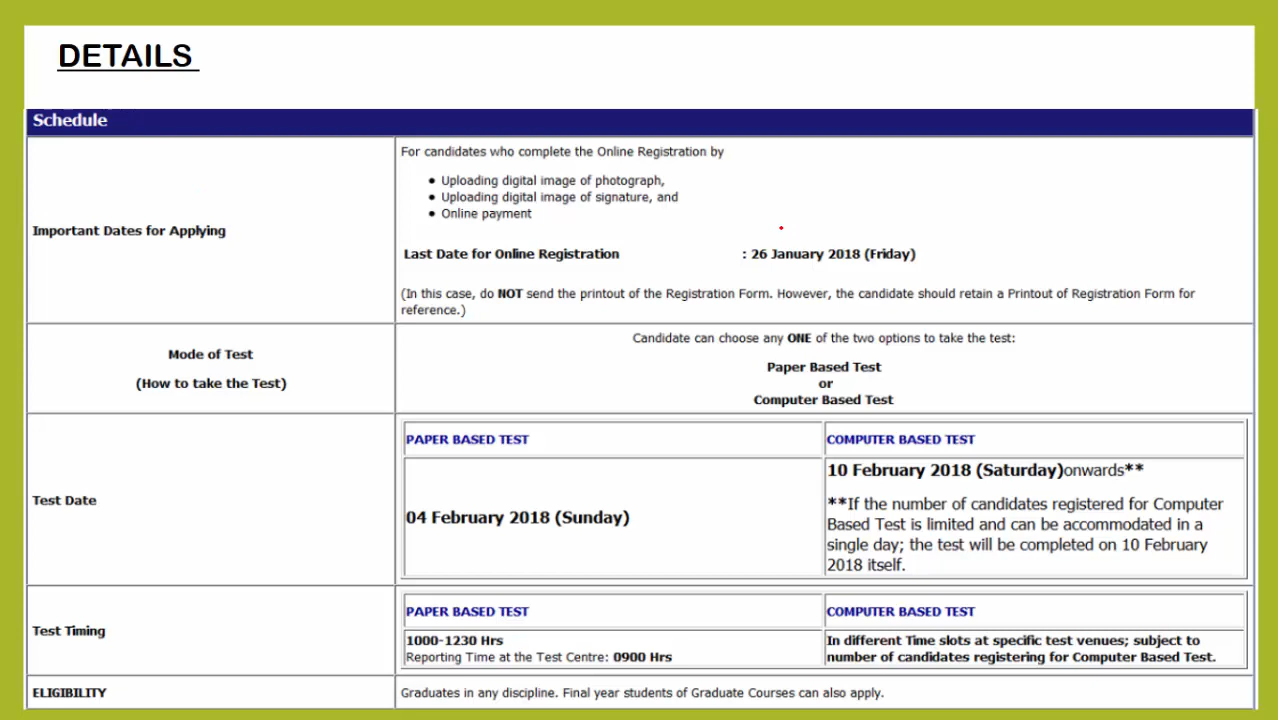 DETAILS
Schedule
Important Dates for Applying
For candidates who complete the Online Registration by
● Uploading digital image of photograph,
● Uploading digital image of signature, and
● Online payment
Last Date for Online Registration : 26 January 2018 (Friday)
(In this case, do NOT send the printout of the Registration Form. However, the candidate should retain a Printout of Registration Form for
reference.)
Mode of Test
(How to take the Test)
Candidate can choose any ONE of the two options to take the test:
Paper Based Test
or
Computer Based Test
Test Date
PAPER BASED TEST
COMPUTER BASED TEST
04 February 2018 (Sunday)
10 February 2018 (Saturday)onwards**
**If the number of candidates registered for Computer
Based Test is limited and can be accommodated in a
single day; the test will be completed on 10 February
2018 itself.
Test Timing
PAPER BASED TEST
COMPUTER BASED TEST
1000-1230 Hrs
Reporting Time at the Test Centre: 0900 Hrs
In different Time slots at specific test venues; subject to
number of candidates registering for Computer Based Test.
ELIGIBILITY
Graduates in any discipline. Final year students of Graduate Courses can also apply.